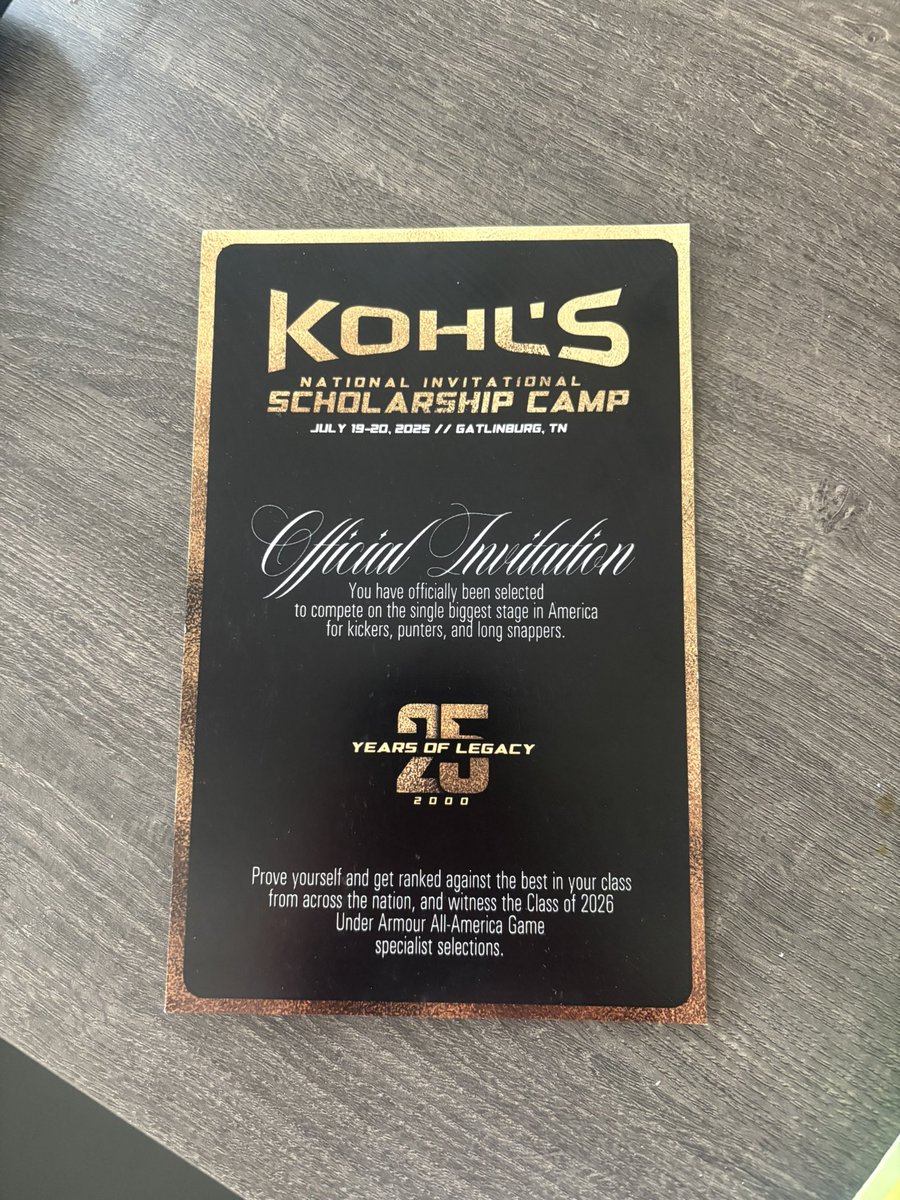 KOHL'S
NATIONAL INVITATIONAL
SCHOLARSHIP CAMP
JULY 19-20, 2025 // GATLINBURG, TN
Official Invitation
You have officially been selected
to compete on the single biggest stage in America
for kickers, punters, and long snappers.
25
YEARS OF LEGACY
2000
Prove yourself and get ranked against the best in your class
from across the nation, and witness the Class of 2026
Under Armour All-America Game
specialist selections.